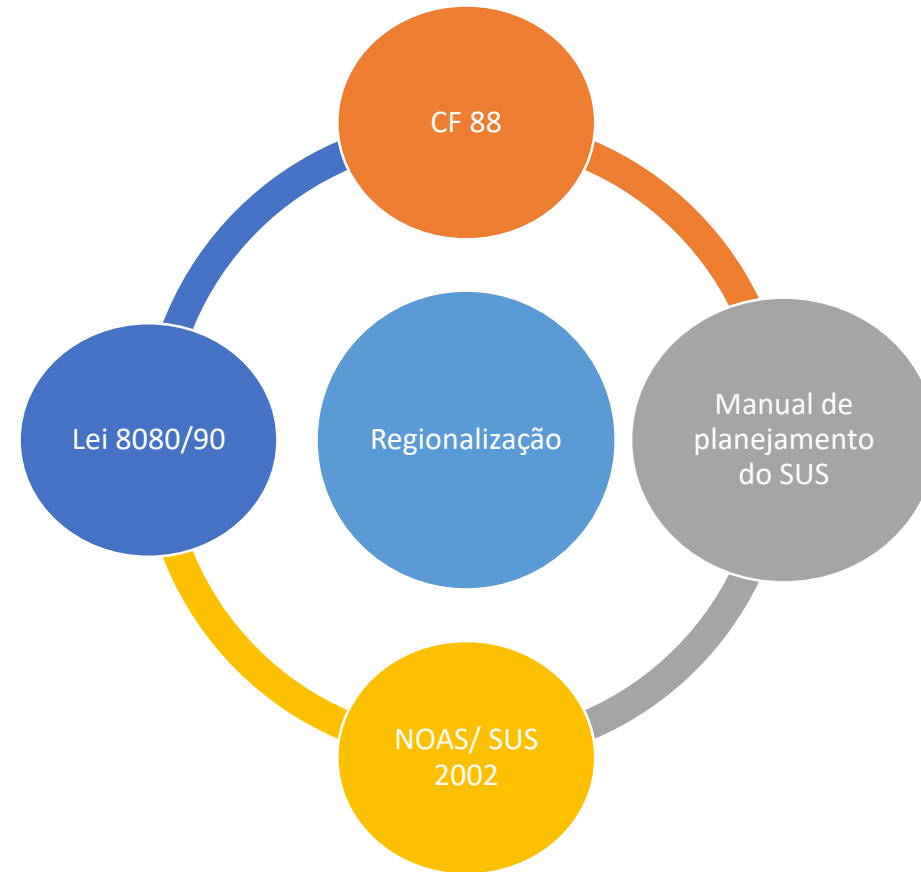 CF 88
Lei 8080/90
Regionalização
Manual de
planejamento
do SUS
NOAS/ SUS
2002